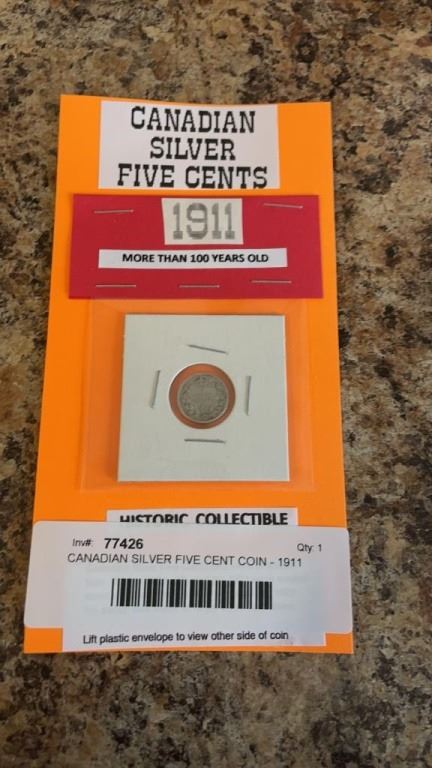 CANADIAN
SILVER
FIVE CENTS
1911
MORE THAN 100 YEARS OLD
HISTORIC COLLECTIBLE
Inv#: 77426 Qty: 1
CANADIAN SILVER FIVE CENT COIN - 1911
Lift plastic envelope to view other side of coin